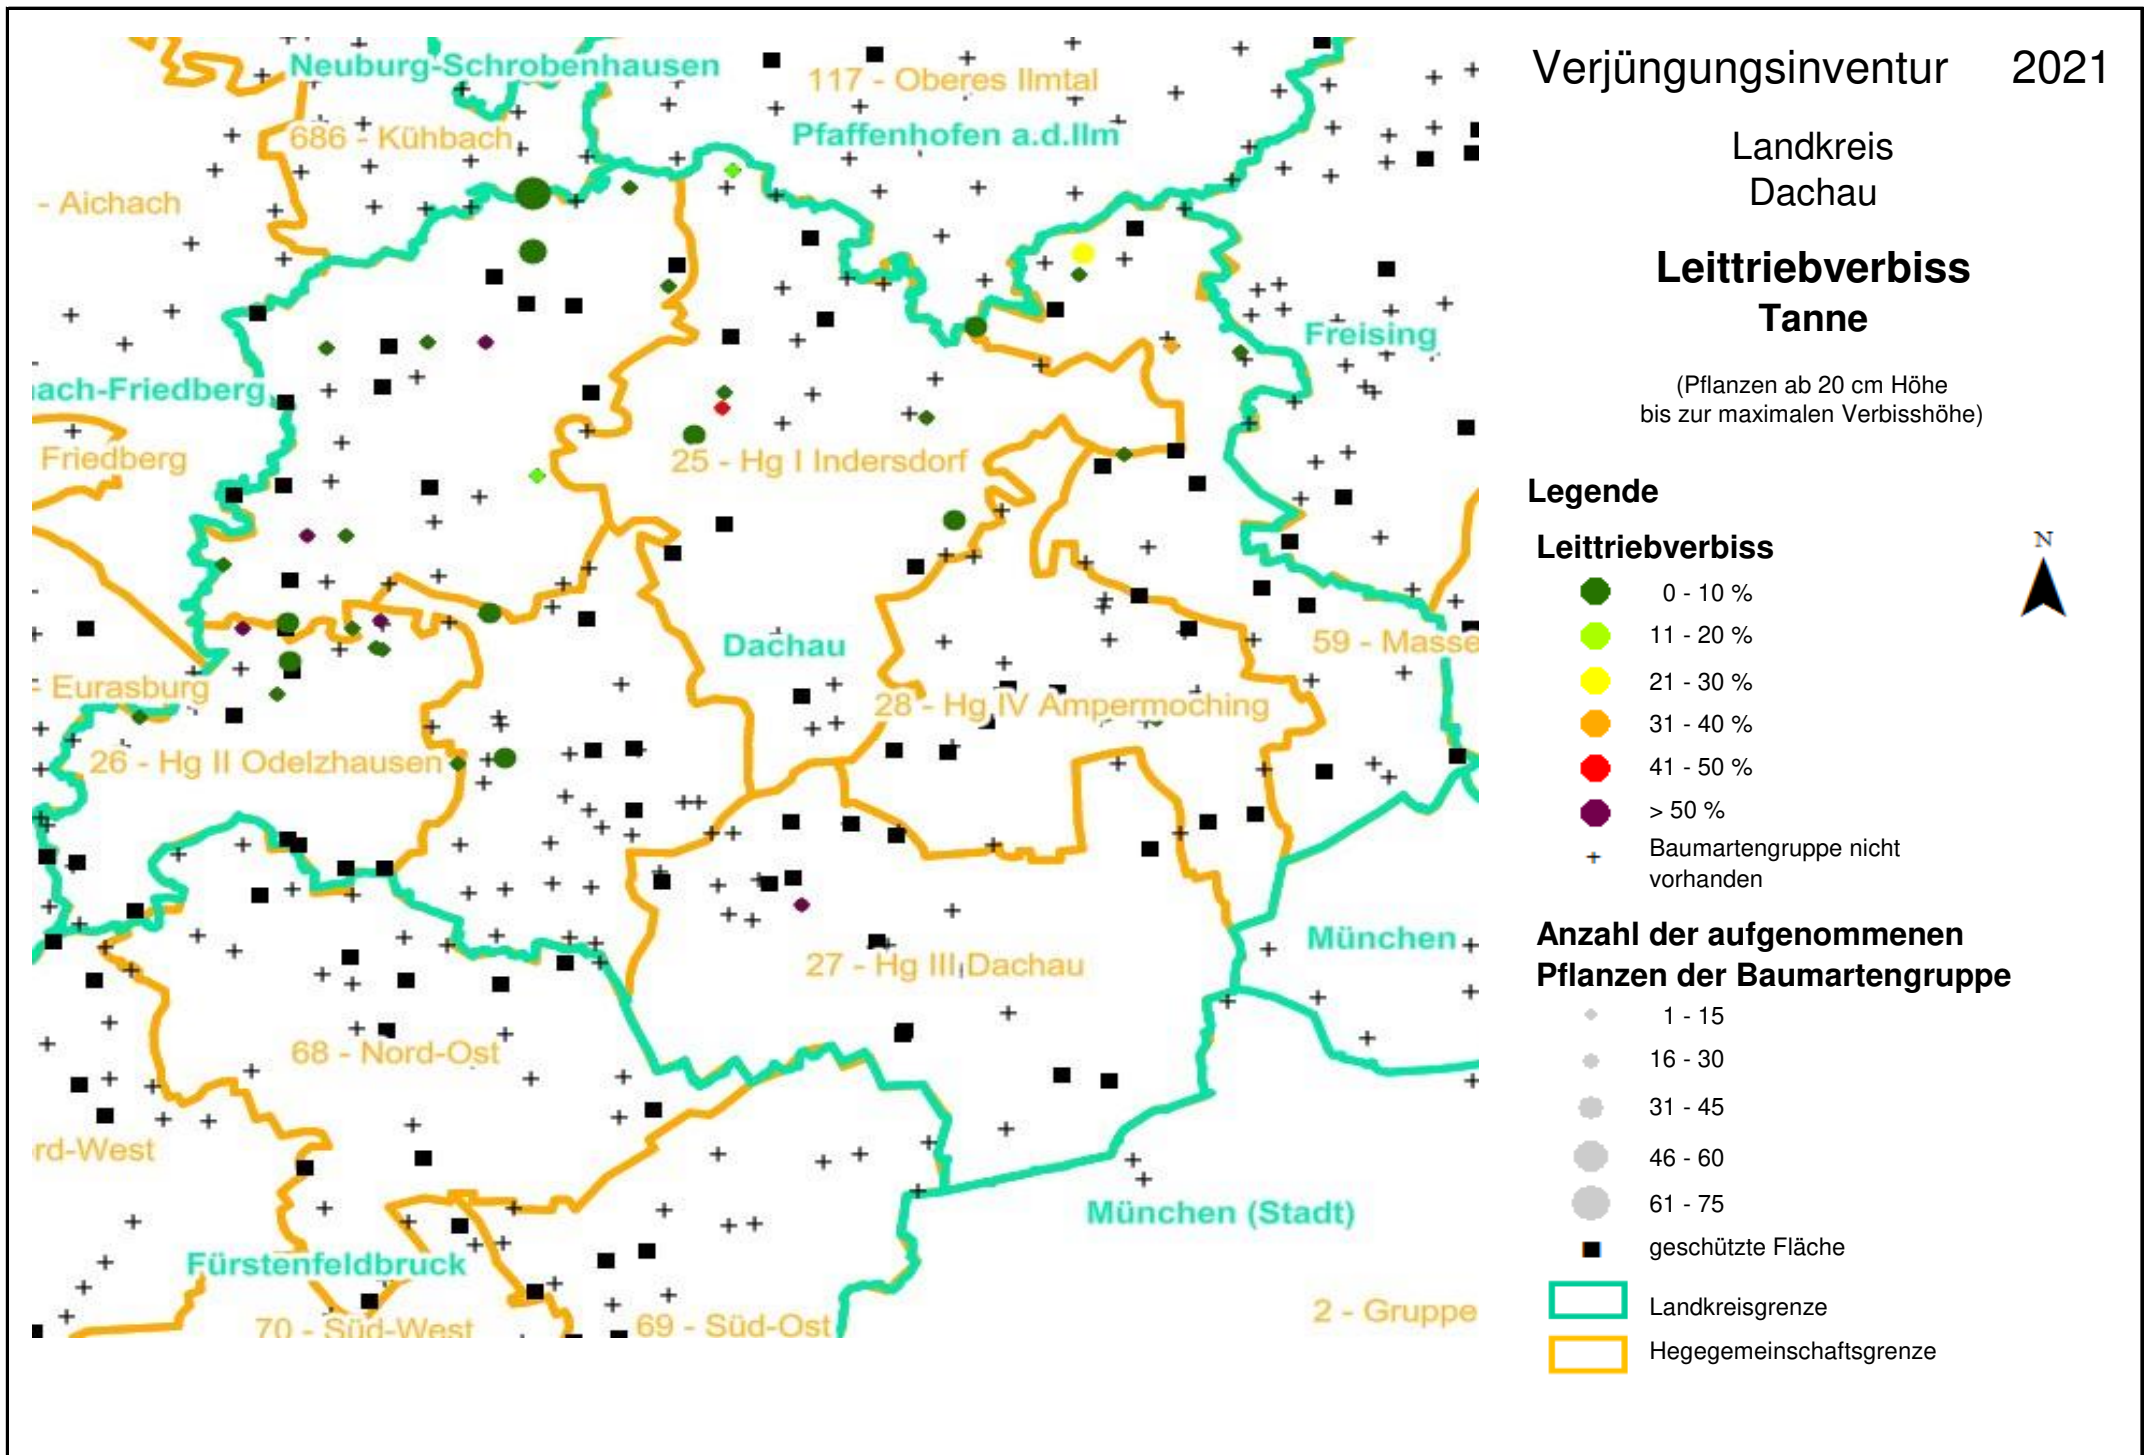 Verjüngungsinventur 2021
Landkreis
Dachau
Leittriebverbiss
Tanne
(Pflanzen ab 20 cm Höhe
bis zur maximalen Verbisshöhe)
Legende
Leittriebverbiss
0 - 10 %
11 - 20 %
21 - 30 %
31 - 40 %
41 - 50 %
> 50 %
Baumartengruppe nicht
vorhanden
N
Anzahl der aufgenommenen
Pflanzen der Baumartengruppe
1 - 15
16 - 30
31 - 45
46 - 60
61 - 75
geschützte Fläche
Landkreisgrenze
Hegegemeinschaftsgrenze
Neuburg-Schrobenhausen
117 - Oberes Ilmtal
686 - Kühbach
Pfaffenhofen a.d.Ilm
- Aichach
Freising
ach-Friedberg
Friedberg
25 - Hg I Indersdorf
Dachau
59 - Masse
- Eurasburg
28 - Hg IV Ampermoching
26 - Hg II Odelzhausen
München
27 - Hg III Dachau
68 - Nord-Ost
rd-West
München (Stadt)
Fürstenfeldbruck
2 - Gruppe
70 - Süd-West
69 - Süd-Ost